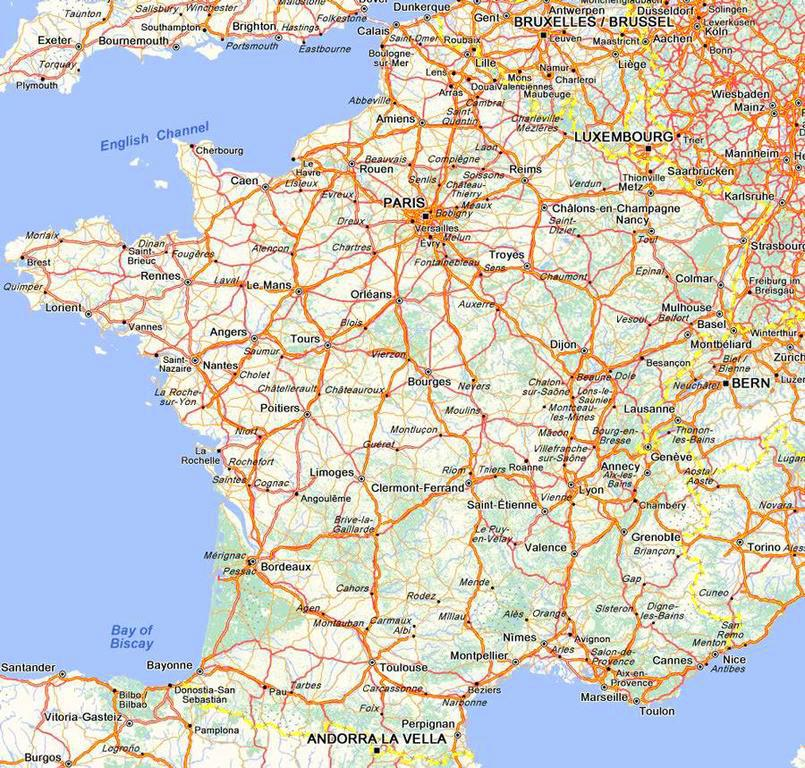 Taunton
Salisbury
Winchester
Maidstone
Dover
Dunkerque
Antwerpen
Mönchengladbach
Düsseldorf
Solingen
Leverkusen
Exeter
Southampton
Brighton
Hastings
Folkestone
Calais
Gent
BRUXELLES / BRUSSEL
Köln
Bournemouth
Portsmouth
Eastbourne
Saint-Omer
Roubaix
Leuven
Maastricht
Aachen
Bonn
Torquay
Boulogne-
sur-Mer
Lille
Liège
Plymouth
Lens
Mons
Namur
Charleroi
Douai
Valenciennes
Maubeuge
Arras
Wiesbaden
Abbeville
Cambrai
Mainz
Amiens
Saint-
Quentin
Charleville-
Mézières
English Channel
LUXEMBOURG
Trier
Cherbourg
Laon
Mannheim
Le
Havre
Rouen
Beauvais
Compiègne
Soissons
Reims
Thionville
Saarbrücken
Caen
Lisieux
Senlis
Château-
Thierry
Verdun
Metz
Evreux
Meaux
Karlsruhe
PARIS
Bobigny
Châlons-en-Champagne
Dreux
Versailles
Saint-
Dizier
Nancy
Morlaix
Dinan
Evry
Melun
Toul
Strasbourg
Brest
Saint-
Brieuc
Fougères
Alençon
Chartres
Fontainebleau
Troyes
Rennes
Laval
Le Mans
Sens
Chaumont
Epinal
Colmar
Freiburg im
Breisgau
Quimper
Lorient
Orléans
Auxerre
Mulhouse
Vannes
Blois
Vesoul
Belfort
Basel
Winterthur
Angers
Tours
Dijon
Montbéliard
Zürich
Saint-
Nazaire
Nantes
Saumur
Vierzon
Besançon
Biel /
Bienne
Cholet
Bourges
Nevers
Chalon-
sur-Saône
Beaune
Dole
Neuchâtel
BERN
Luzern
La Roche-
sur-Yon
Châtellerault
Châteauroux
Lons-le-
Saunier
Poitiers
Moulins
Montceau-
les-Mines
Lausanne
Niort
Montluçon
Mâcon
Bourg-en-
Bresse
Thonon-
les-Bains
La
Rochelle
Guéret
Villefranche-
sur-Saône
Genève
Lugano
Rochefort
Limoges
Riom
Thiers
Roanne
Annecy
Aix-les-
Bains
Aosta /
Aoste
Saintes
Cognac
Clermont-Ferrand
Lyon
Angoulême
Saint-Étienne
Vienne
Chambéry
Novara
Brive-la-
Gaillarde
Le Puy-
en-Velay
Grenoble
Valence
Torino
Mérignac
Briançon
Pessac
Bordeaux
Cahors
Mende
Gap
Rodez
Cuneo
Agen
Carmaux
Millau
Alès
Orange
Sisteron
Digne-
les-Bains
Bay of
Biscay
Montauban
Albi
San
Remo
Nîmes
Avignon
Menton
Montpellier
Arles
Salon-de-
Provence
Cannes
Nice
Santander
Bayonne
Toulouse
Aix-en-
Provence
Antibes
Bilbo /
Bilbao
Donostia-San
Sebastián
Pau
Tarbes
Carcassonne
Béziers
Marseille
Narbonne
Toulon
Vitoria-Gasteiz
Foix
Pamplona
Perpignan
Burgos
Logroño
ANDORRA LA VELLA